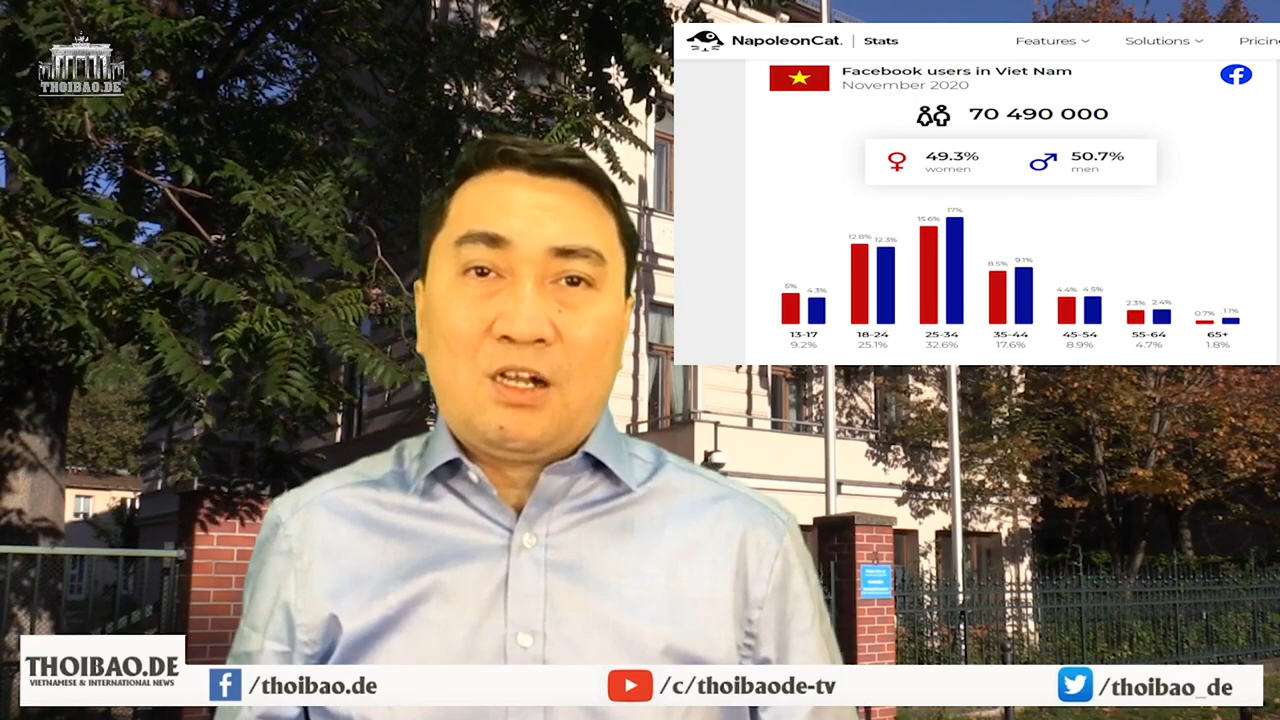 THOIBAO.DE
NapoleonCat. | Stats
Features
Solutions
Pricin
Facebook users in Viet Nam
November 2020
70 490 000
49.3%
women
50.7%
men
5%
4.3%
12.8%
12.3%
15.6%
17%
8.5%
9.1%
4.4%
4.5%
2.3%
2.4%
0.7%
1.1%
13-17
18-24
25-34
35-44
45-54
55-64
65+
9.2%
25.1%
32.6%
17.6%
8.9%
4.7%
1.8%
THOIBAO.DE
VIETNAMESE & INTERNATIONAL NEWS
/thoibao.de
/c/thoibaode-tv
/thoibao_de